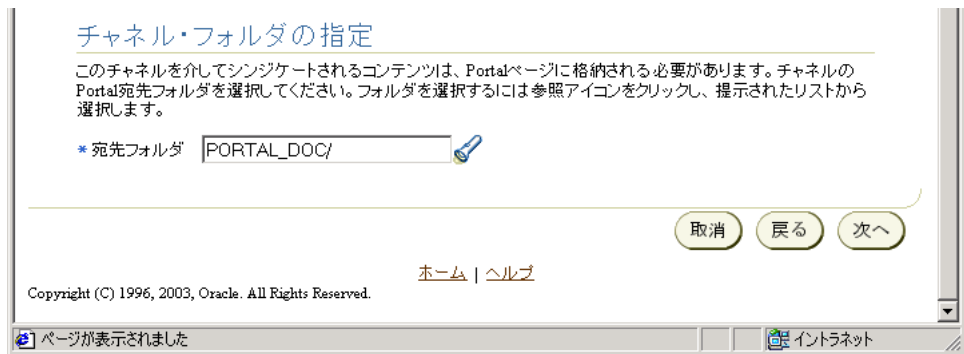 チャネル・フォルダの指定
このチャネルを介してシンジケートされるコンテンツは、Portalページに格納される必要があります。チャネルの
Portal宛先フォルダを選択してください。フォルダを選択するには参照アイコンをクリックし、提示されたリストから
選択します。
* 宛先フォルダ PORTAL_DOC/
取消 戻る 次へ
ホーム | ヘルプ
Copyright (C) 1996, 2003, Oracle. All Rights Reserved.
ページが表示されました イントラネット